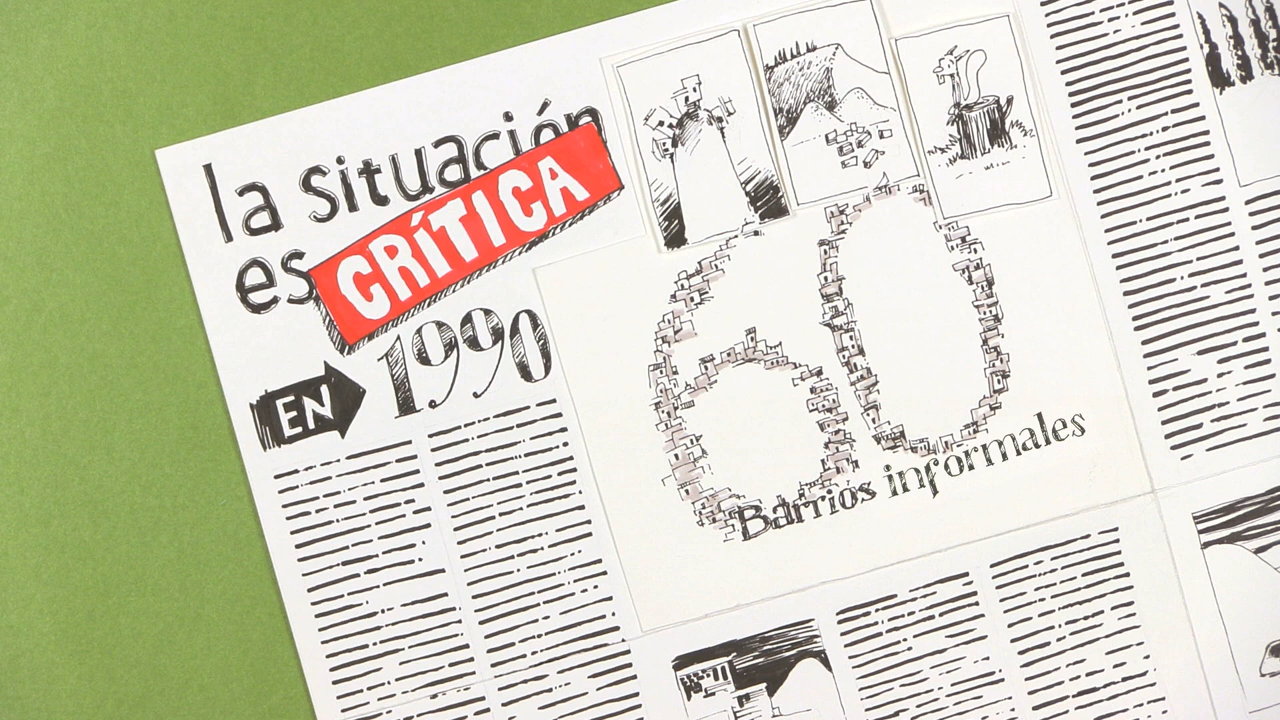 la situación
es CRÍTICA
EN 1990
60
Barrios informales